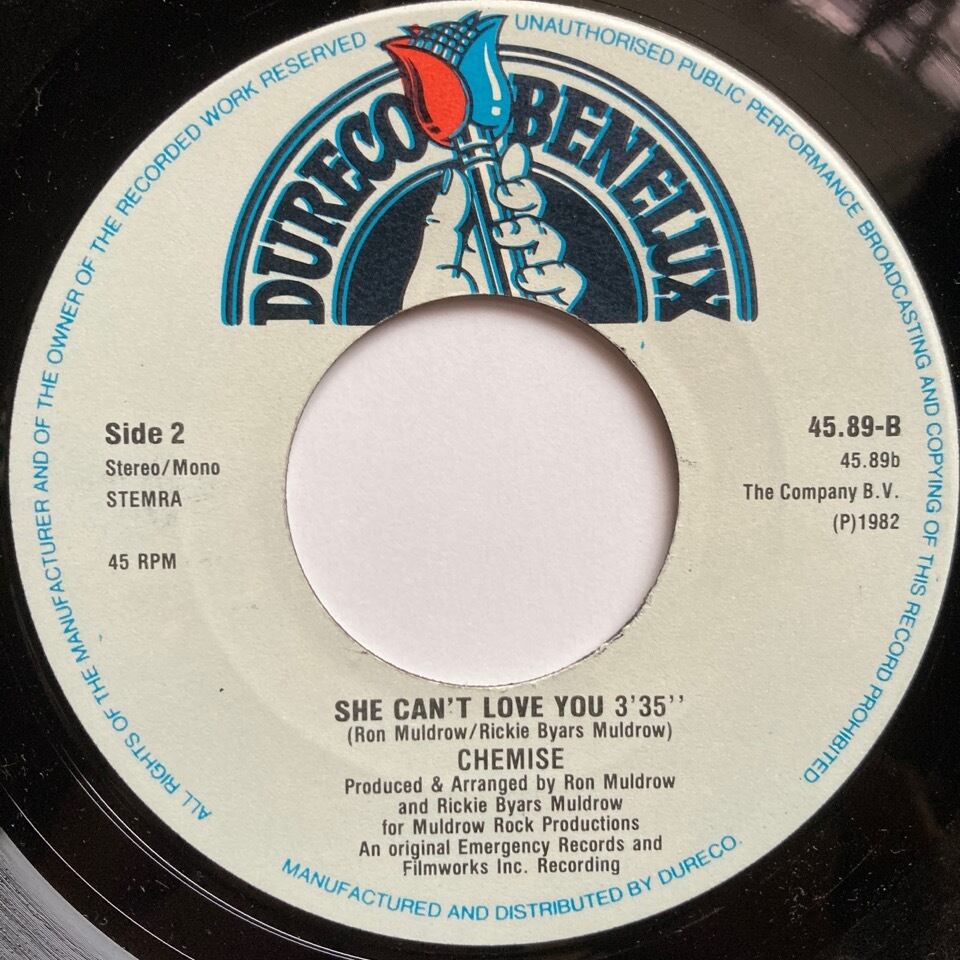 ALL RIGHTS OF THE MANUFACTURER AND OF THE OWNER OF THE RECORDED WORK RESERVED
UNAUTHORISED PUBLIC PERFORMANCE BROADCASTING AND COPYING OF THIS RECORD PROHIBITED.
DURECO BENELUX
Side 2
Stereo/Mono
STEMRA
45 RPM
45.89-B
45.89b
The Company B.V.
(P)1982
SHE CAN'T LOVE YOU 3'35''
(Ron Muldrow/Rickie Byars Muldrow)
CHEMISE
Produced & Arranged by Ron Muldrow
and Rickie Byars Muldrow
for Muldrow Rock Productions
An original Emergency Records and
Filmworks Inc. Recording
MANUFACTURED AND DISTRIBUTED BY DURECO.